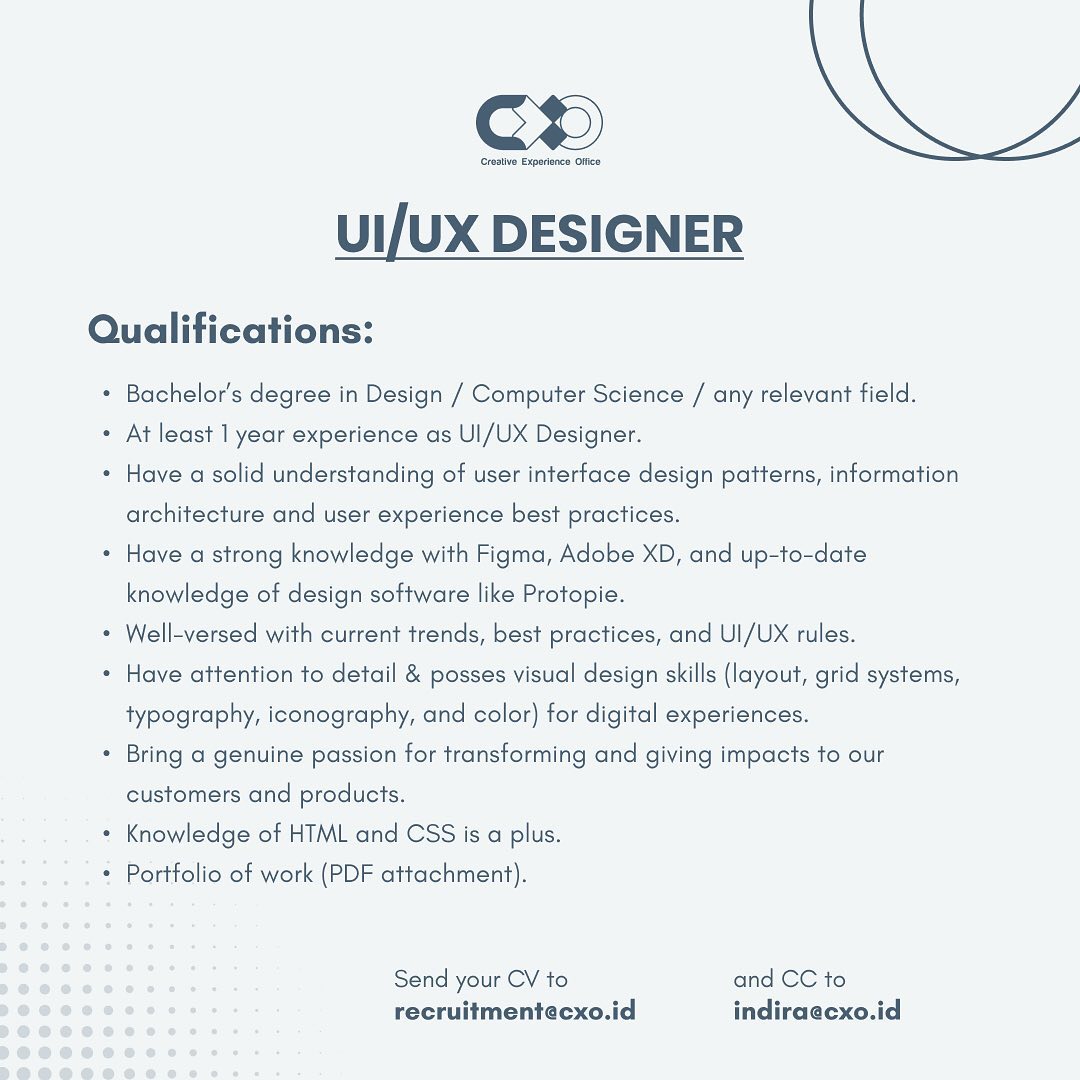 CXO
Creative Experience Office
UI/UX DESIGNER
Qualifications:
• Bachelor's degree in Design / Computer Science / any relevant field.
• At least 1 year experience as UI/UX Designer.
• Have a solid understanding of user interface design patterns, information
architecture and user experience best practices.
• Have a strong knowledge with Figma, Adobe XD, and up-to-date
knowledge of design software like Protopie.
• Well-versed with current trends, best practices, and UI/UX rules.
• Have attention to detail & posses visual design skills (layout, grid systems,
typography, iconography, and color) for digital experiences.
• Bring a genuine passion for transforming and giving impacts to our
customers and products.
• Knowledge of HTML and CSS is a plus.
• Portfolio of work (PDF attachment).
Send your CV to
recruitment@cxo.id
and CC to
indira@cxo.id